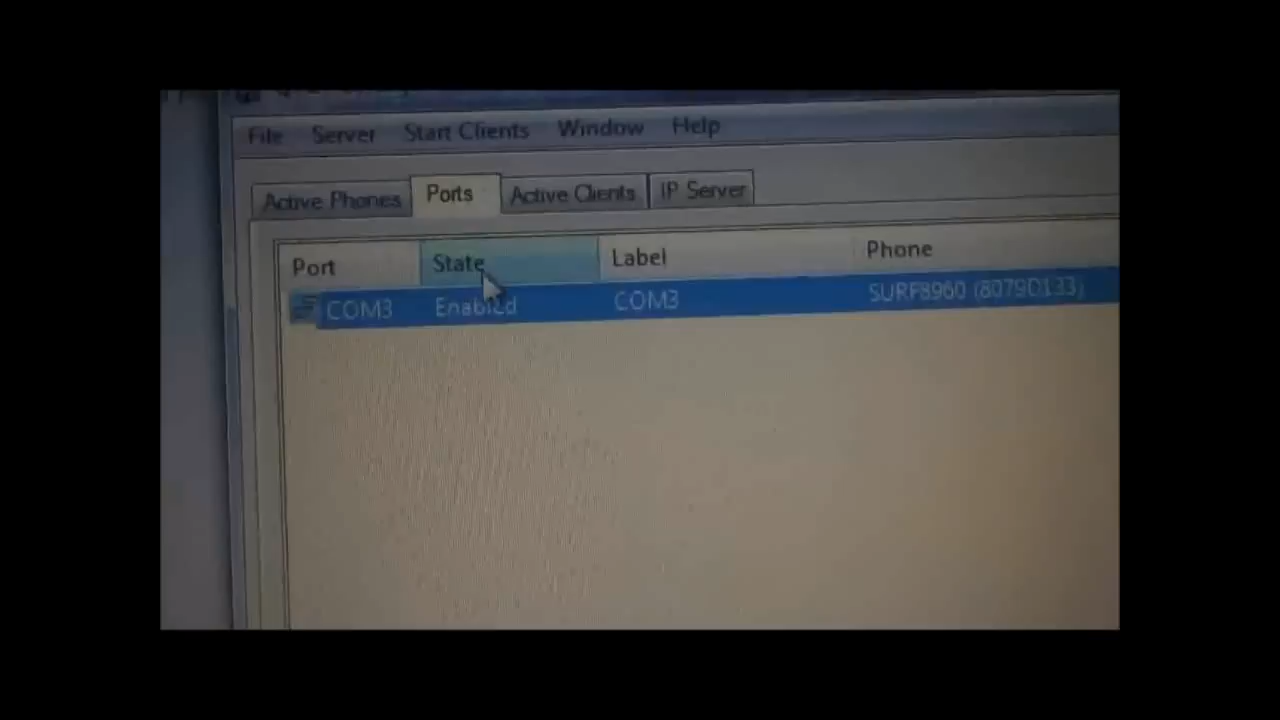 File Server Start Clients Window Help
Active Phones Ports Active Clients IP Server
Port State Label Phone
COM3 Enabled COM3 SURF8960 (8079D133)